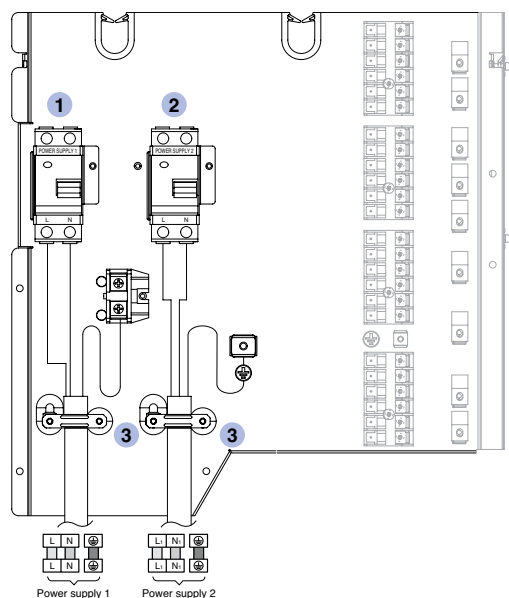 1
2
POWER SUPPLY 1
POWER SUPPLY 2
L N
L N
3
3
L N
L1 N1
L N
L1 N1
Power supply 1
Power supply 2